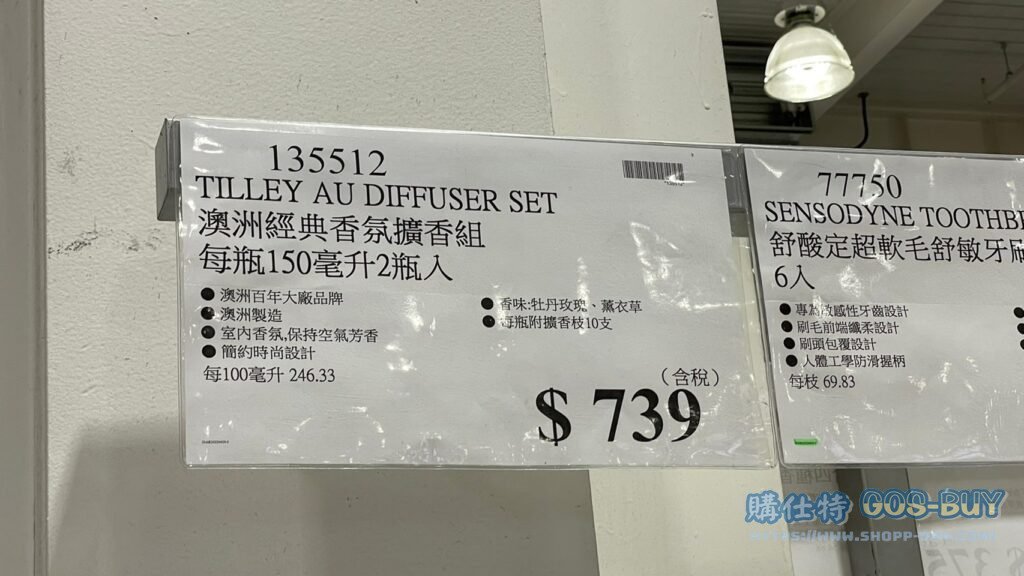 135512
TILLEY AU DIFFUSER SET
澳洲經典香氛擴香組
每瓶150毫升2瓶入
●澳洲百年大廠品牌
●澳洲製造
●室內香氛,保持空氣芳香
●簡約時尚設計
每100毫升 246.33
●香味:牡丹玫瑰、薰衣草
●每瓶附擴香枝10支
(含稅)
$ 739
77750
SENSODYNE TOOTHB
舒酸定超軟毛舒敏牙刷
6入
●專為敏感性牙齒設計
●刷毛前端纖柔設計
●刷頭包覆設計
●人體工學防滑握柄
每枝 69.83
購仕特 GOS-BUY